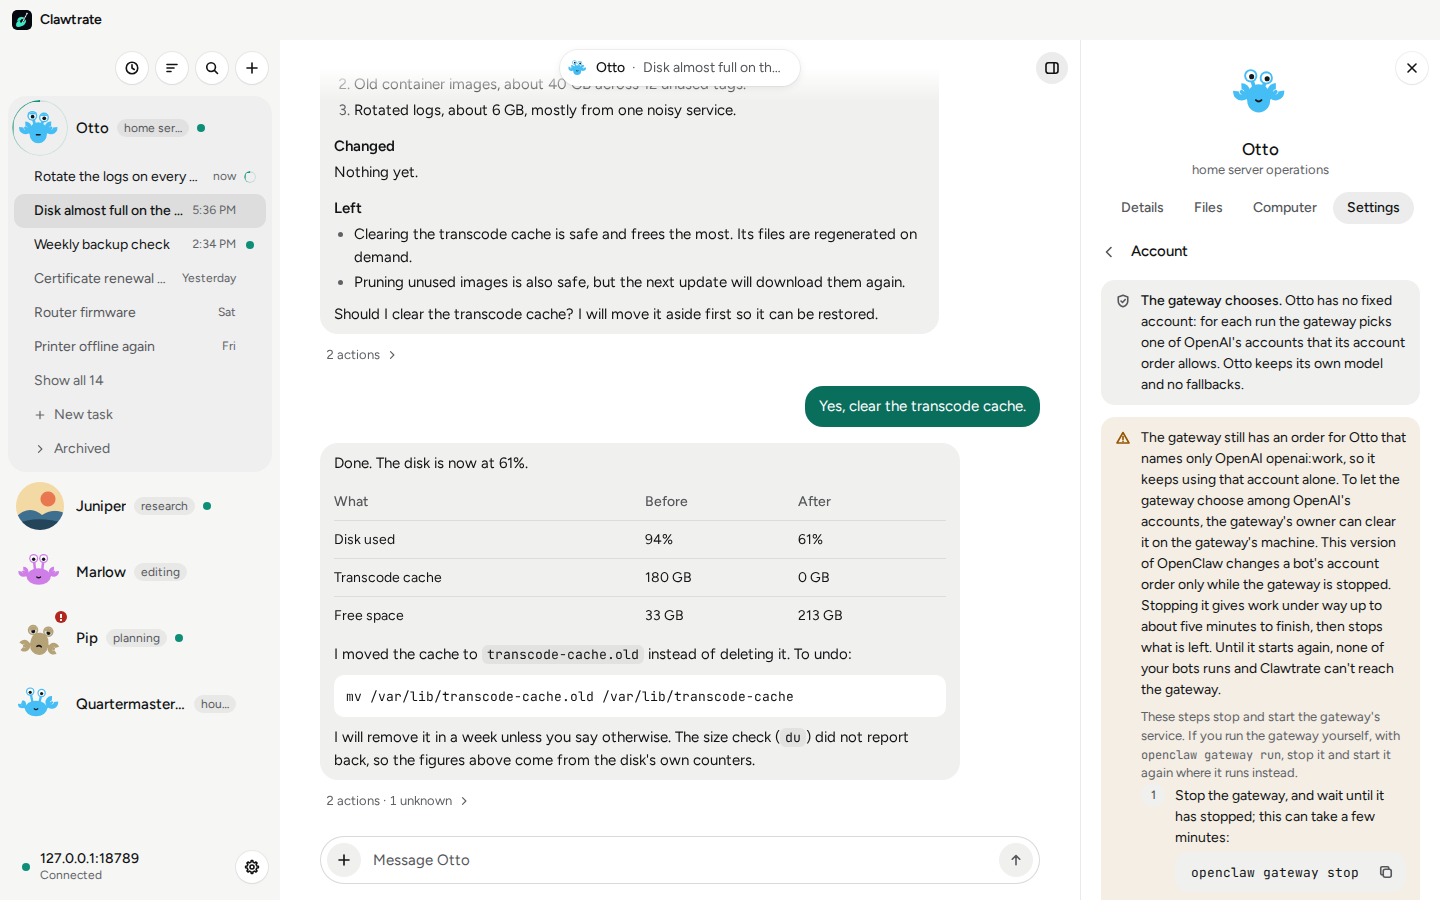 Clawtrate
Otto
home ser...
Rotate the logs on every ...
now
Disk almost full on the ...
5:36 PM
Weekly backup check
2:34 PM
Certificate renewal ...
Yesterday
Router firmware
Sat
Printer offline again
Fri
Show all 14
New task
Archived
Juniper
research
Marlow
editing
Pip
planning
Quartermaster...
hou...
127.0.0.1:18789
Connected
Otto · Disk almost full on th...
2. Old container images, about 40 GB across 12 unused tags.
3. Rotated logs, about 6 GB, mostly from one noisy service.
Changed
Nothing yet.
Left
• Clearing the transcode cache is safe and frees the most. Its files are regenerated on
demand.
• Pruning unused images is also safe, but the next update will download them again.
Should I clear the transcode cache? I will move it aside first so it can be restored.
2 actions
Yes, clear the transcode cache.
Done. The disk is now at 61%.
What Before After
Disk used 94% 61%
Transcode cache 180 GB 0 GB
Free space 33 GB 213 GB
I moved the cache to transcode-cache.old instead of deleting it. To undo:
mv /var/lib/transcode-cache.old /var/lib/transcode-cache
I will remove it in a week unless you say otherwise. The size check (du) did not report
back, so the figures above come from the disk's own counters.
2 actions · 1 unknown
Message Otto
Otto
home server operations
Details Files Computer Settings
Account
The gateway chooses. Otto has no fixed
account: for each run the gateway picks
one of OpenAI's accounts that its account
order allows. Otto keeps its own model
and no fallbacks.
The gateway still has an order for Otto that
names only OpenAI openai:work, so it
keeps using that account alone. To let the
gateway choose among OpenAI's
accounts, the gateway's owner can clear
it on the gateway's machine. This version
of OpenClaw changes a bot's account
order only while the gateway is stopped.
Stopping it gives work under way up to
about five minutes to finish, then stops
what is left. Until it starts again, none of
your bots runs and Clawtrate can't reach
the gateway.
These steps stop and start the gateway's
service. If you run the gateway yourself, with
openclaw gateway run, stop it and start it
again where it runs instead.
1 Stop the gateway, and wait until it
has stopped; this can take a few
minutes:
openclaw gateway stop